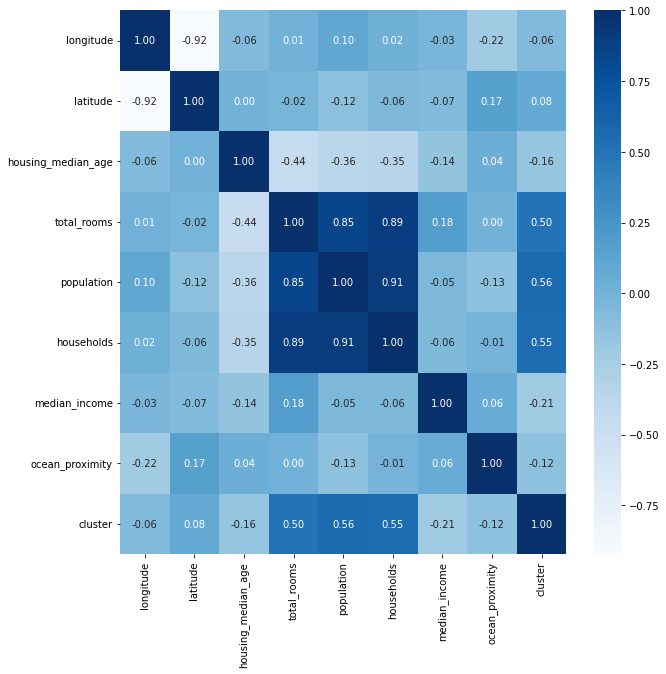 longitude 1.00 -0.92 -0.06 0.01 0.10 0.02 -0.03 -0.22 -0.06
latitude -0.92 1.00 0.00 -0.02 -0.12 -0.06 -0.07 0.17 0.08
housing_median_age -0.06 0.00 1.00 -0.44 -0.36 -0.35 -0.14 0.04 -0.16
total_rooms 0.01 -0.02 -0.44 1.00 0.85 0.89 0.18 0.00 0.50
population 0.10 -0.12 -0.36 0.85 1.00 0.91 -0.05 -0.13 0.56
households 0.02 -0.06 -0.35 0.89 0.91 1.00 -0.06 -0.01 0.55
median_income -0.03 -0.07 -0.14 0.18 -0.05 -0.06 1.00 0.06 -0.21
ocean_proximity -0.22 0.17 0.04 0.00 -0.13 -0.01 0.06 1.00 -0.12
cluster -0.06 0.08 -0.16 0.50 0.56 0.55 -0.21 -0.12 1.00
longitude
latitude
housing_median_age
total_rooms
population
households
median_income
ocean_proximity
cluster
1.00
0.75
0.50
0.25
0.00
-0.25
-0.50
-0.75